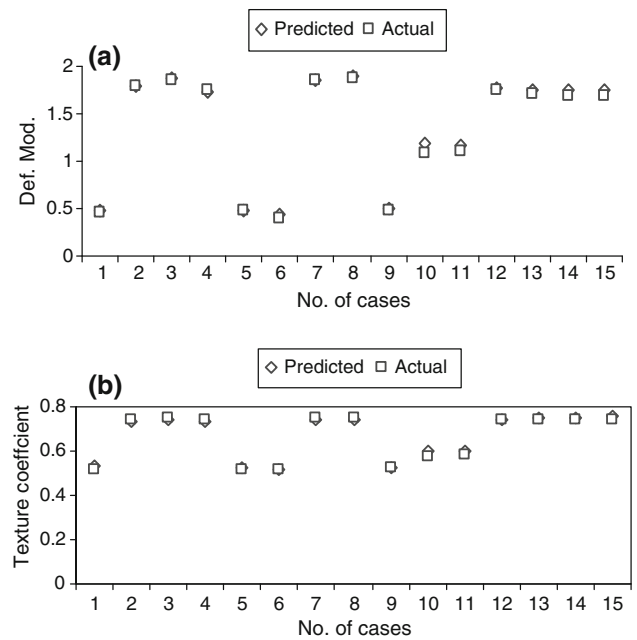 Predicted Actual
(a)
2
1.5
1
0.5
0
Def. Mod.
1 2 3 4 5 6 7 8 9 10 11 12 13 14 15
No. of cases
Predicted Actual
(b)
0.8
0.6
0.4
0.2
0
Texture coeffcient
1 2 3 4 5 6 7 8 9 10 11 12 13 14 15
No. of cases